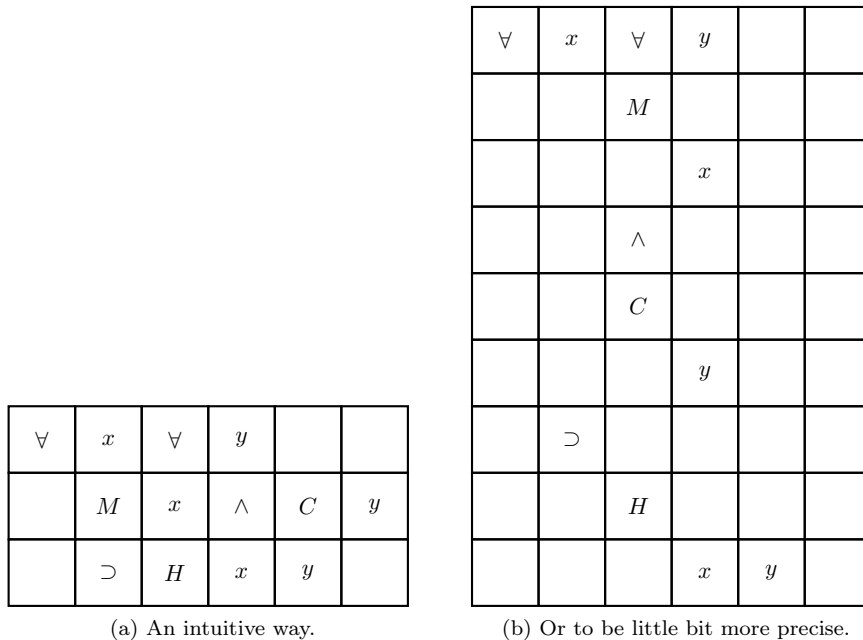 ∀ x ∀ y
M x ∧ C y
⊃ H x y
(a) An intuitive way.
∀ x ∀ y
M
x
∧
C
y
⊃
H
x y
(b) Or to be little bit more precise.